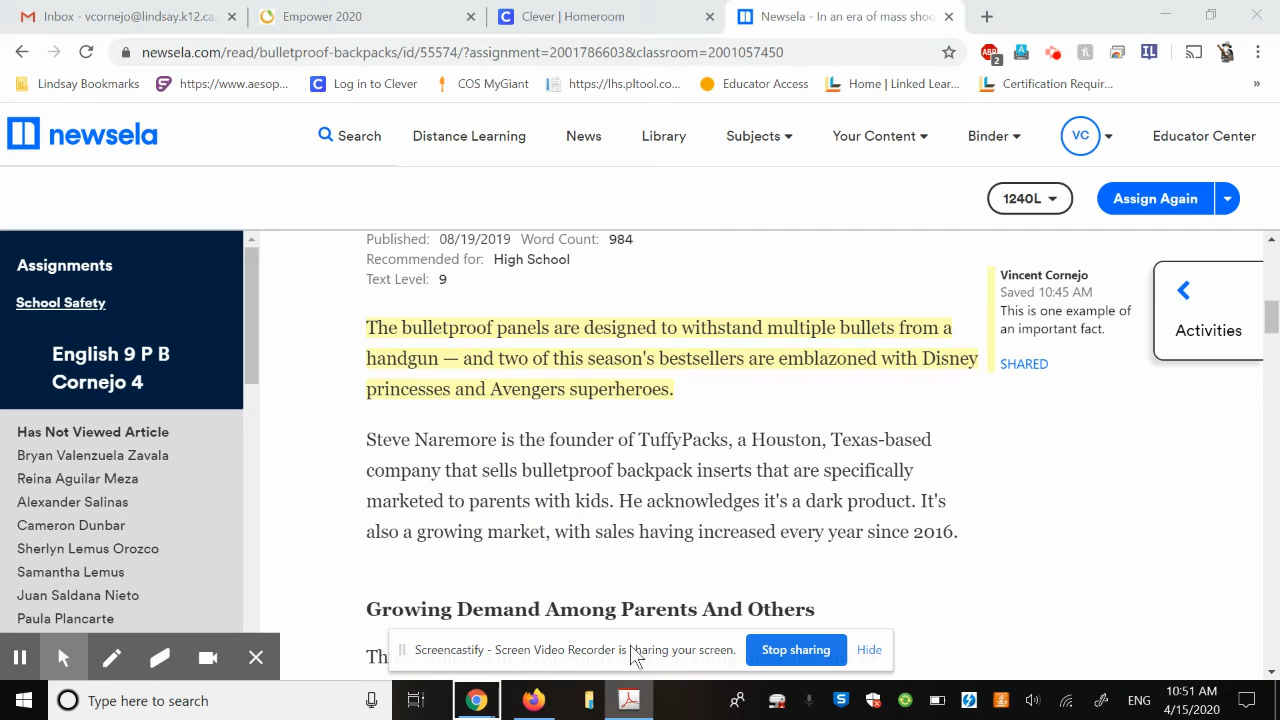 Inbox - vcornejo@lindsay.k12.ca.
Empower 2020
Clever | Homeroom
Newsela - In an era of mass shoo
newsela.com/read/bulletproof-backpacks/id/55574/?assignment=2001786603&classroom=2001057450
ABP
2
IL
Lindsay Bookmarks
https://www.aesop...
Log in to Clever
COS MyGiant
https://lhs.pltool.co...
Educator Access
Home | Linked Lear...
Certification Requir...
»
newsela
Search
Distance Learning
News
Library
Subjects
Your Content
Binder
VC
Educator Center
1240L
Assign Again
Assignments
School Safety
English 9 P B
Cornejo 4
Has Not Viewed Article
Bryan Valenzuela Zavala
Reina Aguilar Meza
Alexander Salinas
Cameron Dunbar
Sherlyn Lemus Orozco
Samantha Lemus
Juan Saldana Nieto
Paula Plancarte
Published: 08/19/2019 Word Count: 984
Recommended for: High School
Text Level: 9
The bulletproof panels are designed to withstand multiple bullets from a
handgun — and two of this season's bestsellers are emblazoned with Disney
princesses and Avengers superheroes.
Steve Naremore is the founder of TuffyPacks, a Houston, Texas-based
company that sells bulletproof backpack inserts that are specifically
marketed to parents with kids. He acknowledges it's a dark product. It's
also a growing market, with sales having increased every year since 2016.
Growing Demand Among Parents And Others
Vincent Cornejo
Saved 10:45 AM
This is one example of
an important fact.
SHARED
Activities
Screencastify - Screen Video Recorder is sharing your screen.
Stop sharing
Hide
Type here to search
ENG
10:51 AM
4/15/2020